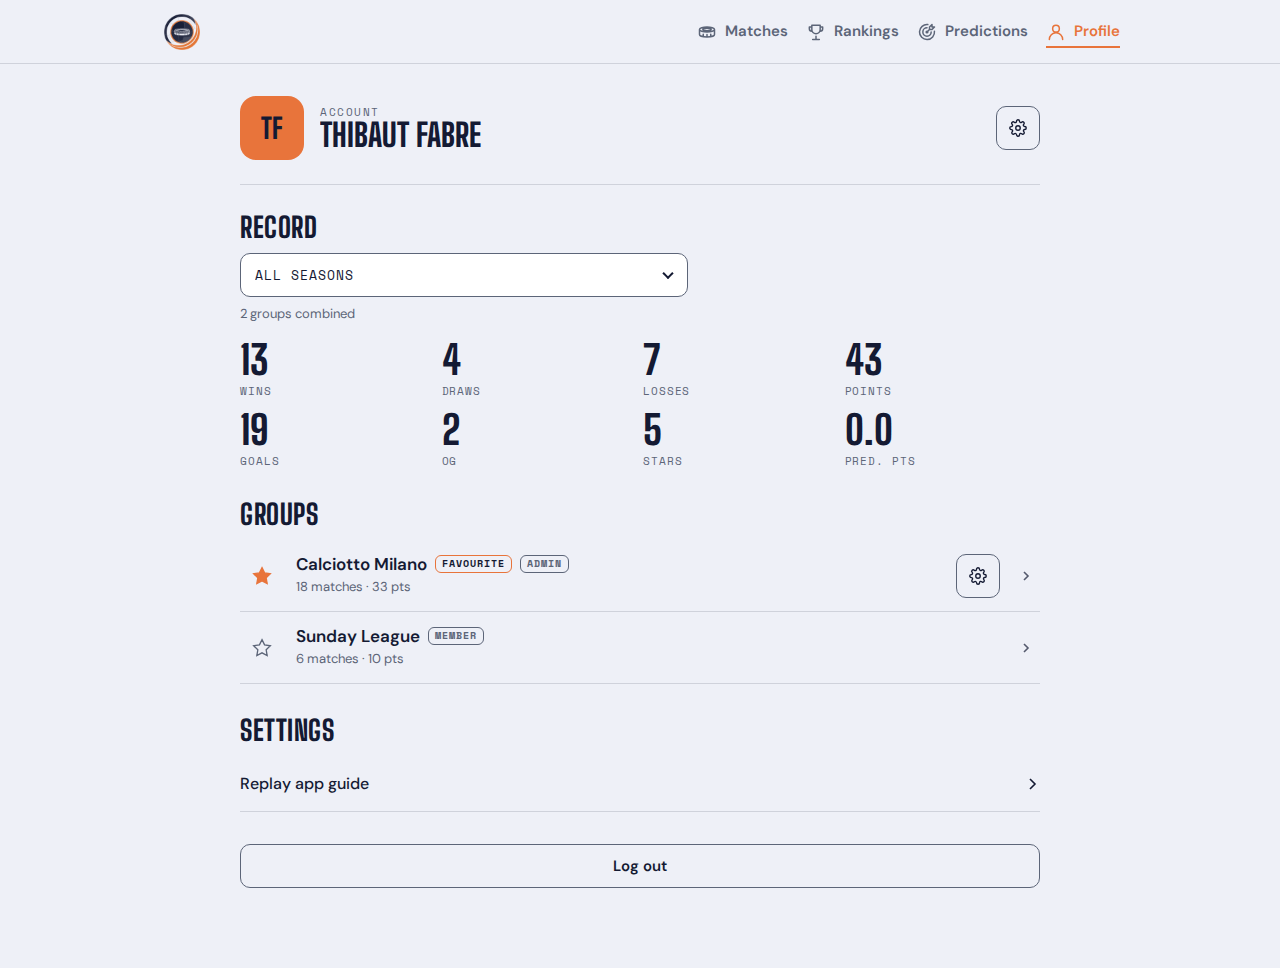 Matches
Rankings
Predictions
Profile
TF
ACCOUNT
THIBAUT FABRE
RECORD
ALL SEASONS
2 groups combined
13
4
7
43
WINS
DRAWS
LOSSES
POINTS
19
2
5
0.0
GOALS
OG
STARS
PRED. PTS
GROUPS
Calciotto Milano FAVOURITE ADMIN
18 matches · 33 pts
Sunday League MEMBER
6 matches · 10 pts
SETTINGS
Replay app guide
Log out